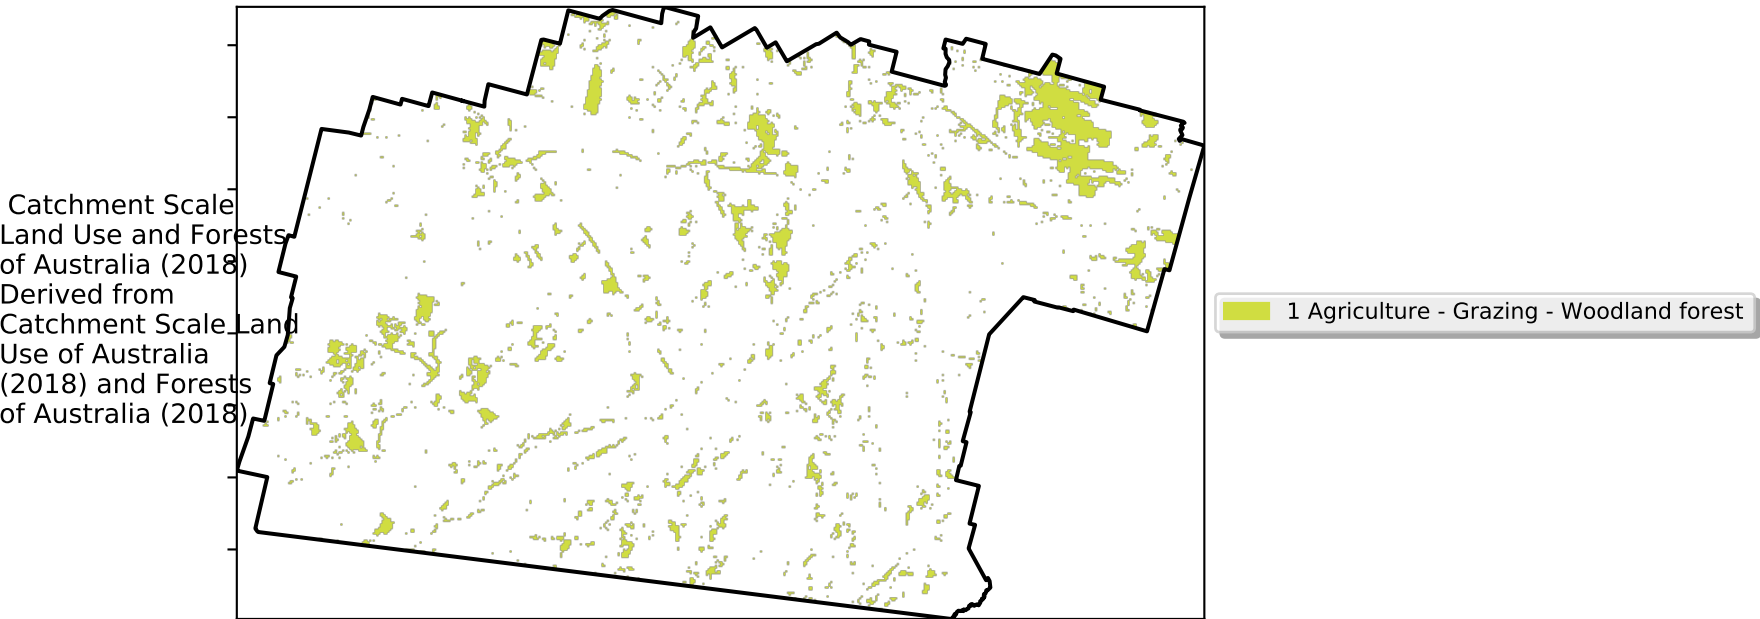 Catchment Scale
Land Use and Forests
of Australia (2018)
Derived from
Catchment Scale Land
Use of Australia
(2018) and Forests
of Australia (2018)
1 Agriculture - Grazing - Woodland forest